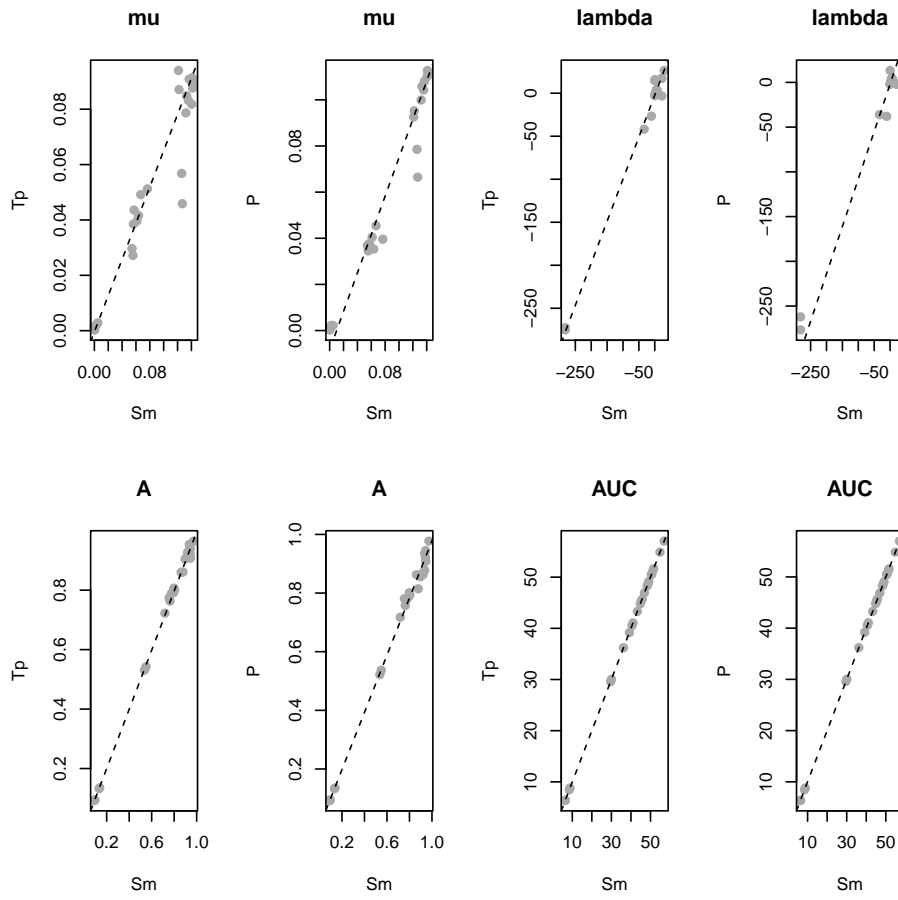 mu
mu
lambda
lambda
Tp
0.00 0.02 0.04 0.06 0.08
0.00 0.08
Sm
P
0.00 0.04 0.08
0.00 0.08
Sm
Tp
−250 −150 −50 0
−250 −50
Sm
P
−250 −150 −50 0
−250 −50
Sm
A
A
AUC
AUC
Tp
0.2 0.4 0.6 0.8
0.2 0.6 1.0
Sm
P
0.2 0.4 0.6 0.8 1.0
0.2 0.6 1.0
Sm
Tp
10 20 30 40 50
10 30 50
Sm
P
10 20 30 40 50
10 30 50
Sm